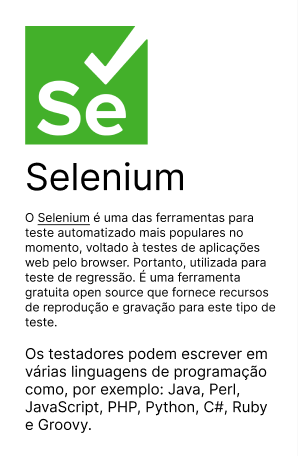 Se
Selenium
O Selenium é uma das ferramentas para
teste automatizado mais populares no
momento, voltado à testes de aplicações
web pelo browser. Portanto, utilizada para
teste de regressão. É uma ferramenta
gratuita open source que fornece recursos
de reprodução e gravação para este tipo de
teste.
Os testadores podem escrever em
várias linguagens de programação
como, por exemplo: Java, Perl,
JavaScript, PHP, Python, C#, Ruby
e Groovy.